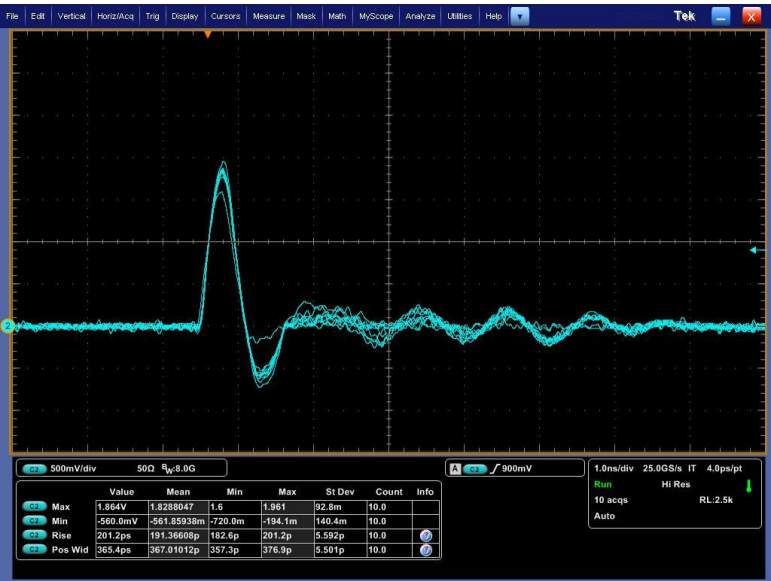 File Edit Vertical Horiz/Acq Trig Display Cursors Measure Mask Math MyScope Analyze Utilities Help Tek X
2
C2 500mV/div 50Ω BW:8.0G
A C2 900mV
1.0ns/div 25.0GS/s IT 4.0ps/pt
Run Hi Res
10 acqs RL:2.5k
Auto
Value Mean Min Max St Dev Count Info
C2 Max 1.864V 1.8288047 1.6 1.961 92.8m 10.0
C2 Min -560.0mV -561.85938m -720.0m -194.1m 140.4m 10.0
C2 Rise 201.2ps 191.36608p 182.6p 201.2p 5.592p 10.0
C2 Pos Wid 365.4ps 367.01012p 357.3p 376.9p 5.501p 10.0